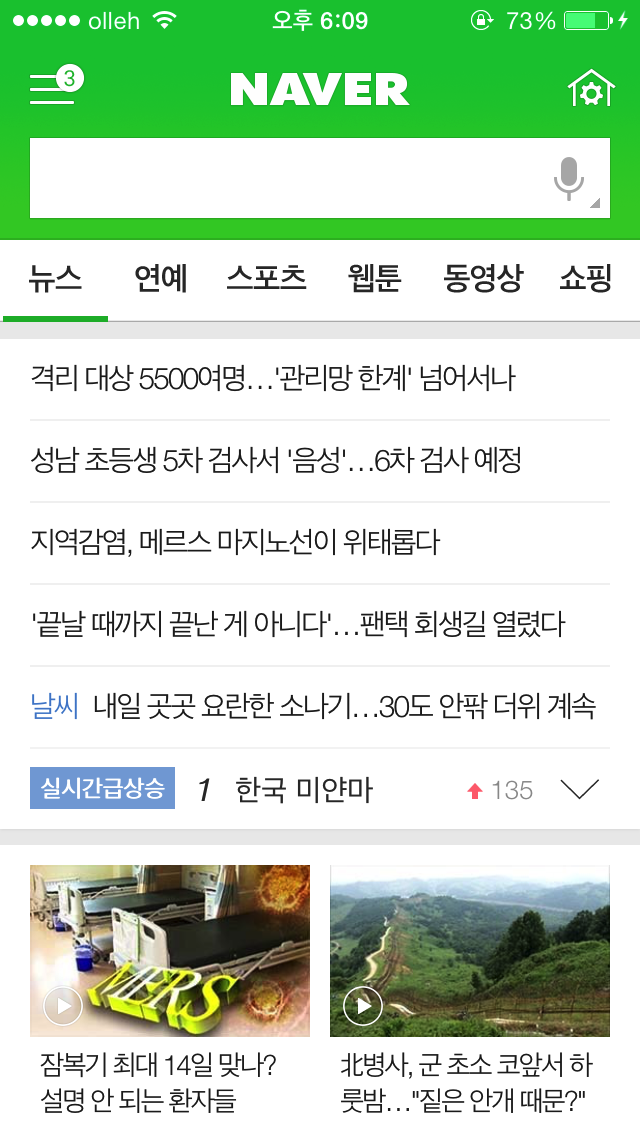 olleh 오후 6:09 73%
3 NAVER
뉴스 연예 스포츠 웹툰 동영상 쇼핑
격리 대상 5500여명…'관리망 한계' 넘어서나
성남 초등생 5차 검사서 '음성'…6차 검사 예정
지역감염, 메르스 마지노선이 위태롭다
'끝날 때까지 끝난 게 아니다'…팬택 회생길 열렸다
날씨 내일 곳곳 요란한 소나기…30도 안팎 더위 계속
실시간급상승 1 한국 미얀마 135
MERS
잠복기 최대 14일 맞나?
설명 안 되는 환자들
北병사, 군 초소 코앞서 하
룻밤…"짙은 안개 때문?"